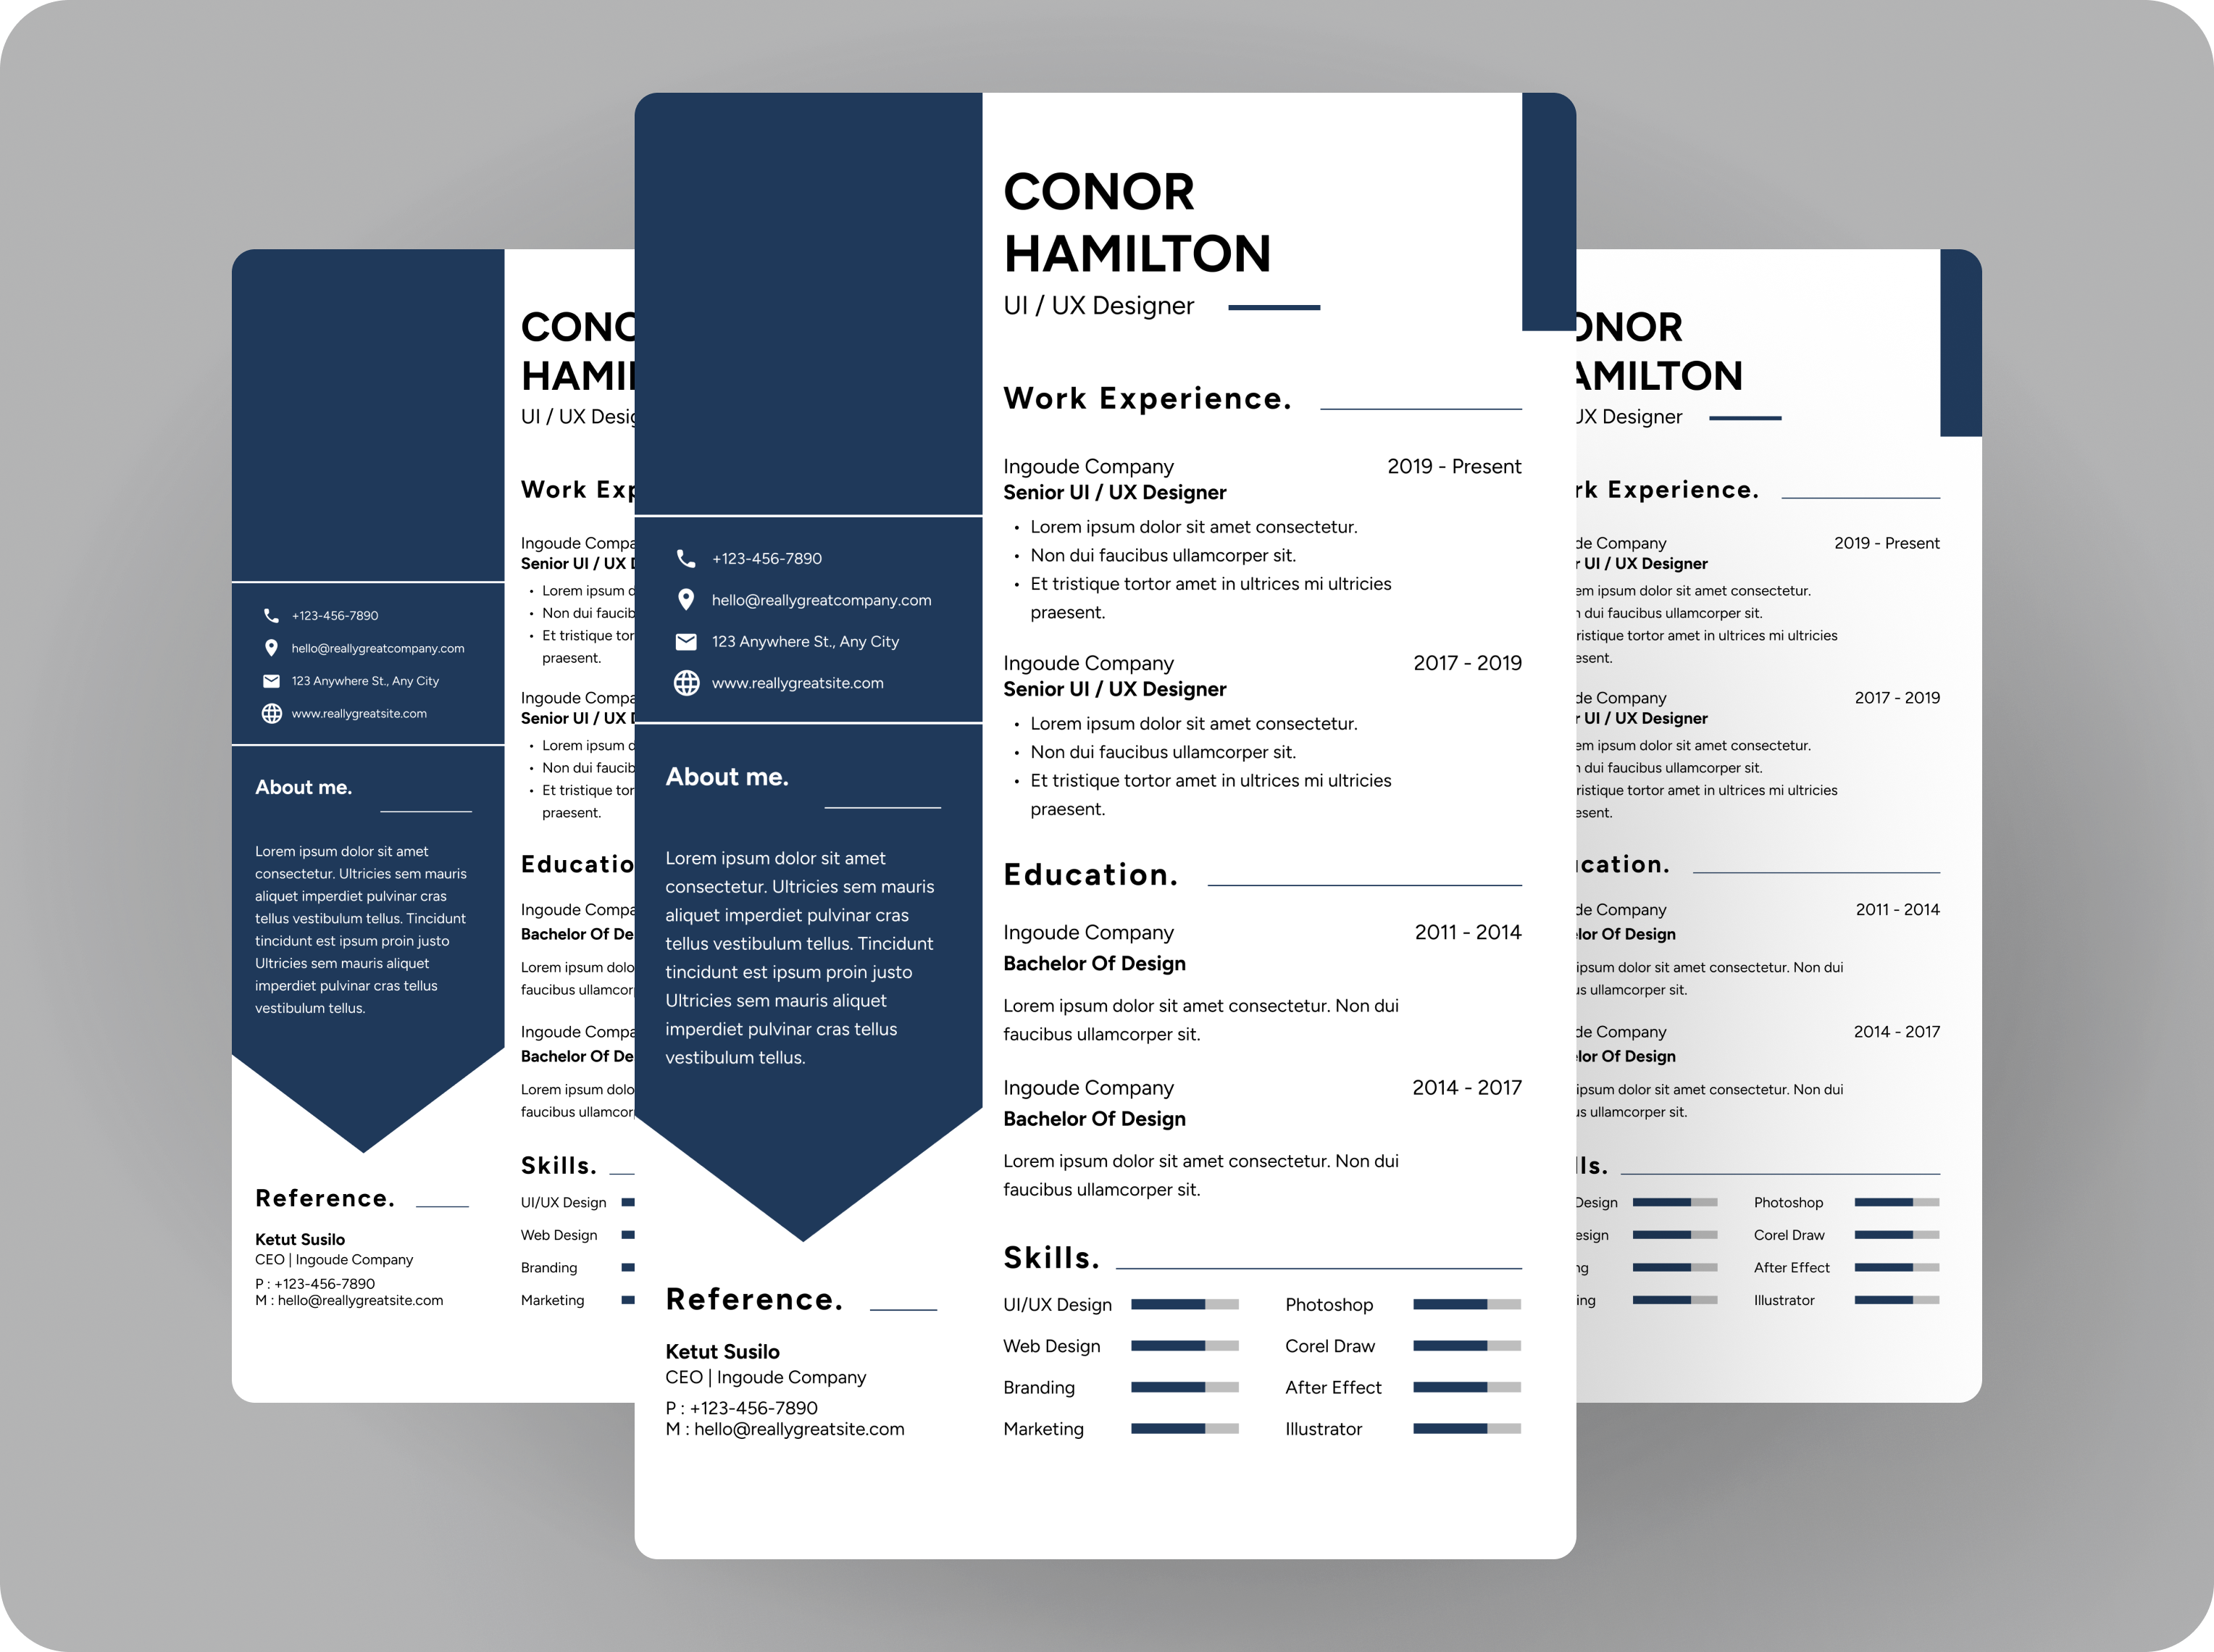 CONOR
HAMILTON
UI / UX Designer
Work Experience.
Ingoude Company 2019 - Present
Senior UI / UX Designer
• Lorem ipsum dolor sit amet consectetur.
• Non dui faucibus ullamcorper sit.
• Et tristique tortor amet in ultrices mi ultricies
praesent.
Ingoude Company 2017 - 2019
Senior UI / UX Designer
• Lorem ipsum dolor sit amet consectetur.
• Non dui faucibus ullamcorper sit.
• Et tristique tortor amet in ultrices mi ultricies
praesent.
Education.
Ingoude Company 2011 - 2014
Bachelor Of Design
Lorem ipsum dolor sit amet consectetur. Non dui
faucibus ullamcorper sit.
Ingoude Company 2014 - 2017
Bachelor Of Design
Lorem ipsum dolor sit amet consectetur. Non dui
faucibus ullamcorper sit.
Skills.
UI/UX Design Photoshop
Web Design Corel Draw
Branding After Effect
Marketing Illustrator
+123-456-7890
hello@reallygreatcompany.com
123 Anywhere St., Any City
www.reallygreatsite.com
About me.
Lorem ipsum dolor sit amet
consectetur. Ultricies sem mauris
aliquet imperdiet pulvinar cras
tellus vestibulum tellus. Tincidunt
tincidunt est ipsum proin justo
Ultricies sem mauris aliquet
imperdiet pulvinar cras tellus
vestibulum tellus.
Reference.
Ketut Susilo
CEO | Ingoude Company
P : +123-456-7890
M : hello@reallygreatsite.com
+123-456-7890
hello@reallygreatcompany.com
123 Anywhere St., Any City
www.reallygreatsite.com
About me.
Lorem ipsum dolor sit amet
consectetur. Ultricies sem mauris
aliquet imperdiet pulvinar cras
tellus vestibulum tellus. Tincidunt
tincidunt est ipsum proin justo
Ultricies sem mauris aliquet
imperdiet pulvinar cras tellus
vestibulum tellus.
Reference.
Ketut Susilo
CEO | Ingoude Company
P : +123-456-7890
M : hello@reallygreatsite.com
CONO
HAMI
UI / UX Desig
Work Exp
Ingoude Compa
Senior UI / UX
• Lorem ipsum d
• Non dui faucib
• Et tristique tor
praesent.
Ingoude Compa
Senior UI / UX
• Lorem ipsum d
• Non dui faucib
• Et tristique tor
praesent.
Educatio
Ingoude Compa
Bachelor Of De
Lorem ipsum dolo
faucibus ullamcor
Ingoude Compa
Bachelor Of De
Lorem ipsum dolo
faucibus ullamcor
Skills.
UI/UX Design
Web Design
Branding
Marketing
ONOR
AMILTON
UX Designer
rk Experience.
de Company 2019 - Present
r UI / UX Designer
em ipsum dolor sit amet consectetur.
n dui faucibus ullamcorper sit.
ristique tortor amet in ultrices mi ultricies
esent.
de Company 2017 - 2019
r UI / UX Designer
em ipsum dolor sit amet consectetur.
n dui faucibus ullamcorper sit.
ristique tortor amet in ultrices mi ultricies
esent.
ication.
de Company 2011 - 2014
lor Of Design
ipsum dolor sit amet consectetur. Non dui
us ullamcorper sit.
de Company 2014 - 2017
lor Of Design
ipsum dolor sit amet consectetur. Non dui
us ullamcorper sit.
lls.
Design Photoshop
esign Corel Draw
ng After Effect
ing Illustrator